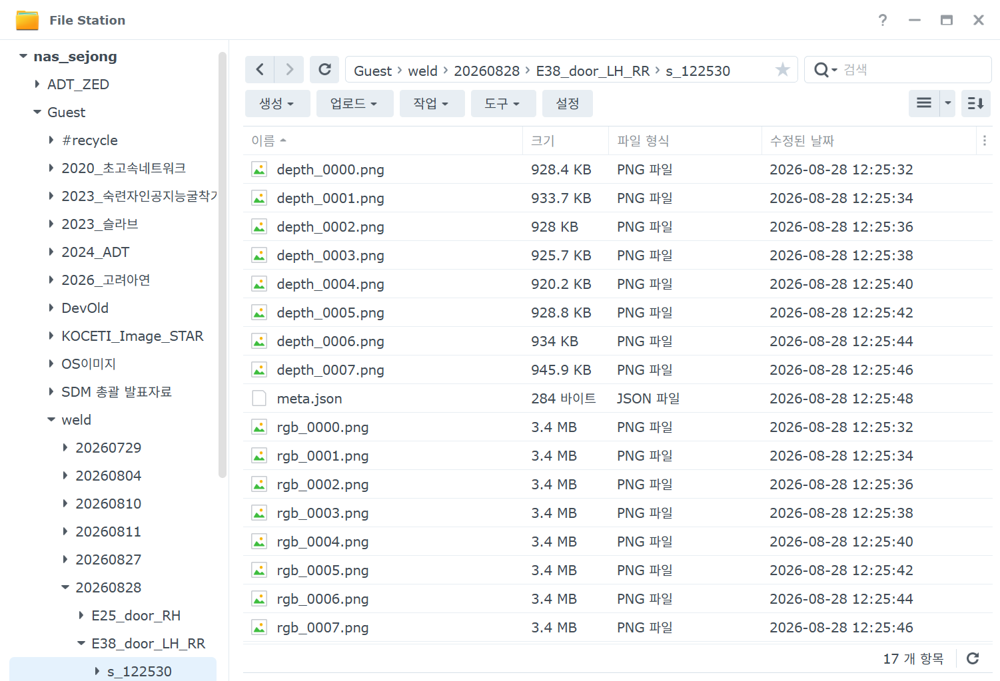 File Station
nas_sejong
ADT_ZED
Guest
#recycle
2020_초고속네트워크
2023_숙련자인공지능굴착기
2023_슬라브
2024_ADT
2026_고려아연
DevOld
KOCETI_Image_STAR
OS이미지
SDM 총괄 발표자료
weld
20260729
20260804
20260810
20260811
20260827
20260828
E25_door_RH
E38_door_LH_RR
s_122530
Guest weld 20260828 E38_door_LH_RR s_122530
검색
생성 업로드 작업 도구 설정
이름 크기 파일 형식 수정된 날짜
depth_0000.png 928.4 KB PNG 파일 2026-08-28 12:25:32
depth_0001.png 933.7 KB PNG 파일 2026-08-28 12:25:34
depth_0002.png 928 KB PNG 파일 2026-08-28 12:25:36
depth_0003.png 925.7 KB PNG 파일 2026-08-28 12:25:38
depth_0004.png 920.2 KB PNG 파일 2026-08-28 12:25:40
depth_0005.png 928.8 KB PNG 파일 2026-08-28 12:25:42
depth_0006.png 934 KB PNG 파일 2026-08-28 12:25:44
depth_0007.png 945.9 KB PNG 파일 2026-08-28 12:25:46
meta.json 284 바이트 JSON 파일 2026-08-28 12:25:48
rgb_0000.png 3.4 MB PNG 파일 2026-08-28 12:25:32
rgb_0001.png 3.4 MB PNG 파일 2026-08-28 12:25:34
rgb_0002.png 3.4 MB PNG 파일 2026-08-28 12:25:36
rgb_0003.png 3.4 MB PNG 파일 2026-08-28 12:25:38
rgb_0004.png 3.4 MB PNG 파일 2026-08-28 12:25:40
rgb_0005.png 3.4 MB PNG 파일 2026-08-28 12:25:42
rgb_0006.png 3.4 MB PNG 파일 2026-08-28 12:25:44
rgb_0007.png 3.4 MB PNG 파일 2026-08-28 12:25:46
17 개 항목